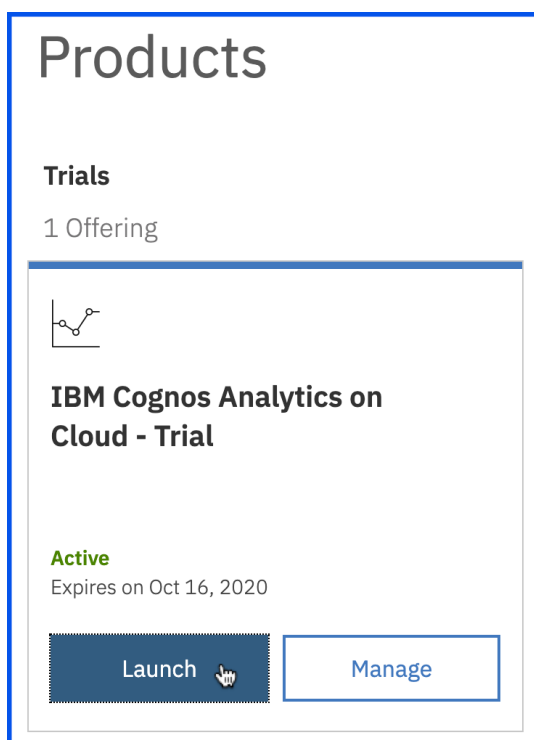 Products
Trials
1 Offering
IBM Cognos Analytics on
Cloud - Trial
Active
Expires on Oct 16, 2020
Launch
Manage